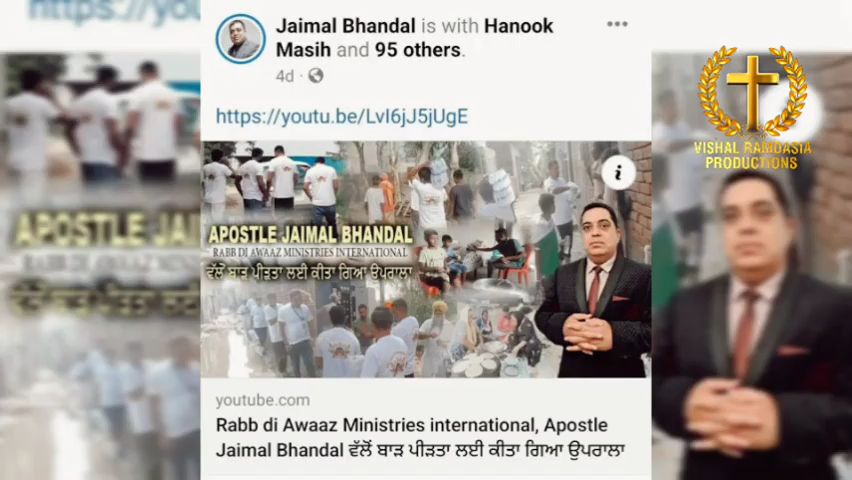 Jaimal Bhandal is with Hanook
Masih and 95 others.
4d
https://youtu.be/LvI6jJ5jUgE
VISHAL RAMDASIA
PRODUCTIONS
i
APOSTLE JAIMAL BHANDAL
RABB DI AWAAZ MINISTRIES INTERNATIONAL
ਵੱਲੋਂ ਬਾੜ ਪੀੜਤਾ ਲਈ ਕੀਤਾ ਗਿਆ ਉਪਰਾਲਾ
youtube.com
Rabb di Awaaz Ministries international, Apostle
Jaimal Bhandal ਵੱਲੋਂ ਬਾੜ ਪੀੜਤਾ ਲਈ ਕੀਤਾ ਗਿਆ ਉਪਰਾਲਾ